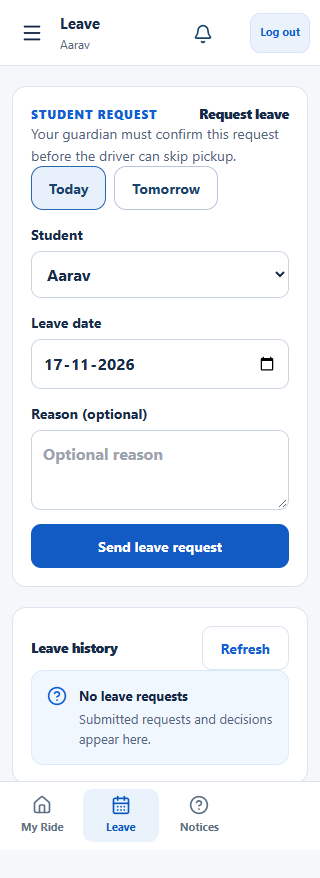 Leave
Aarav
Log out
STUDENT REQUEST
Request leave
Your guardian must confirm this request
before the driver can skip pickup.
Today
Tomorrow
Student
Aarav
Leave date
17-11-2026
Reason (optional)
Optional reason
Send leave request
Leave history
Refresh
No leave requests
Submitted requests and decisions
appear here.
My Ride
Leave
Notices